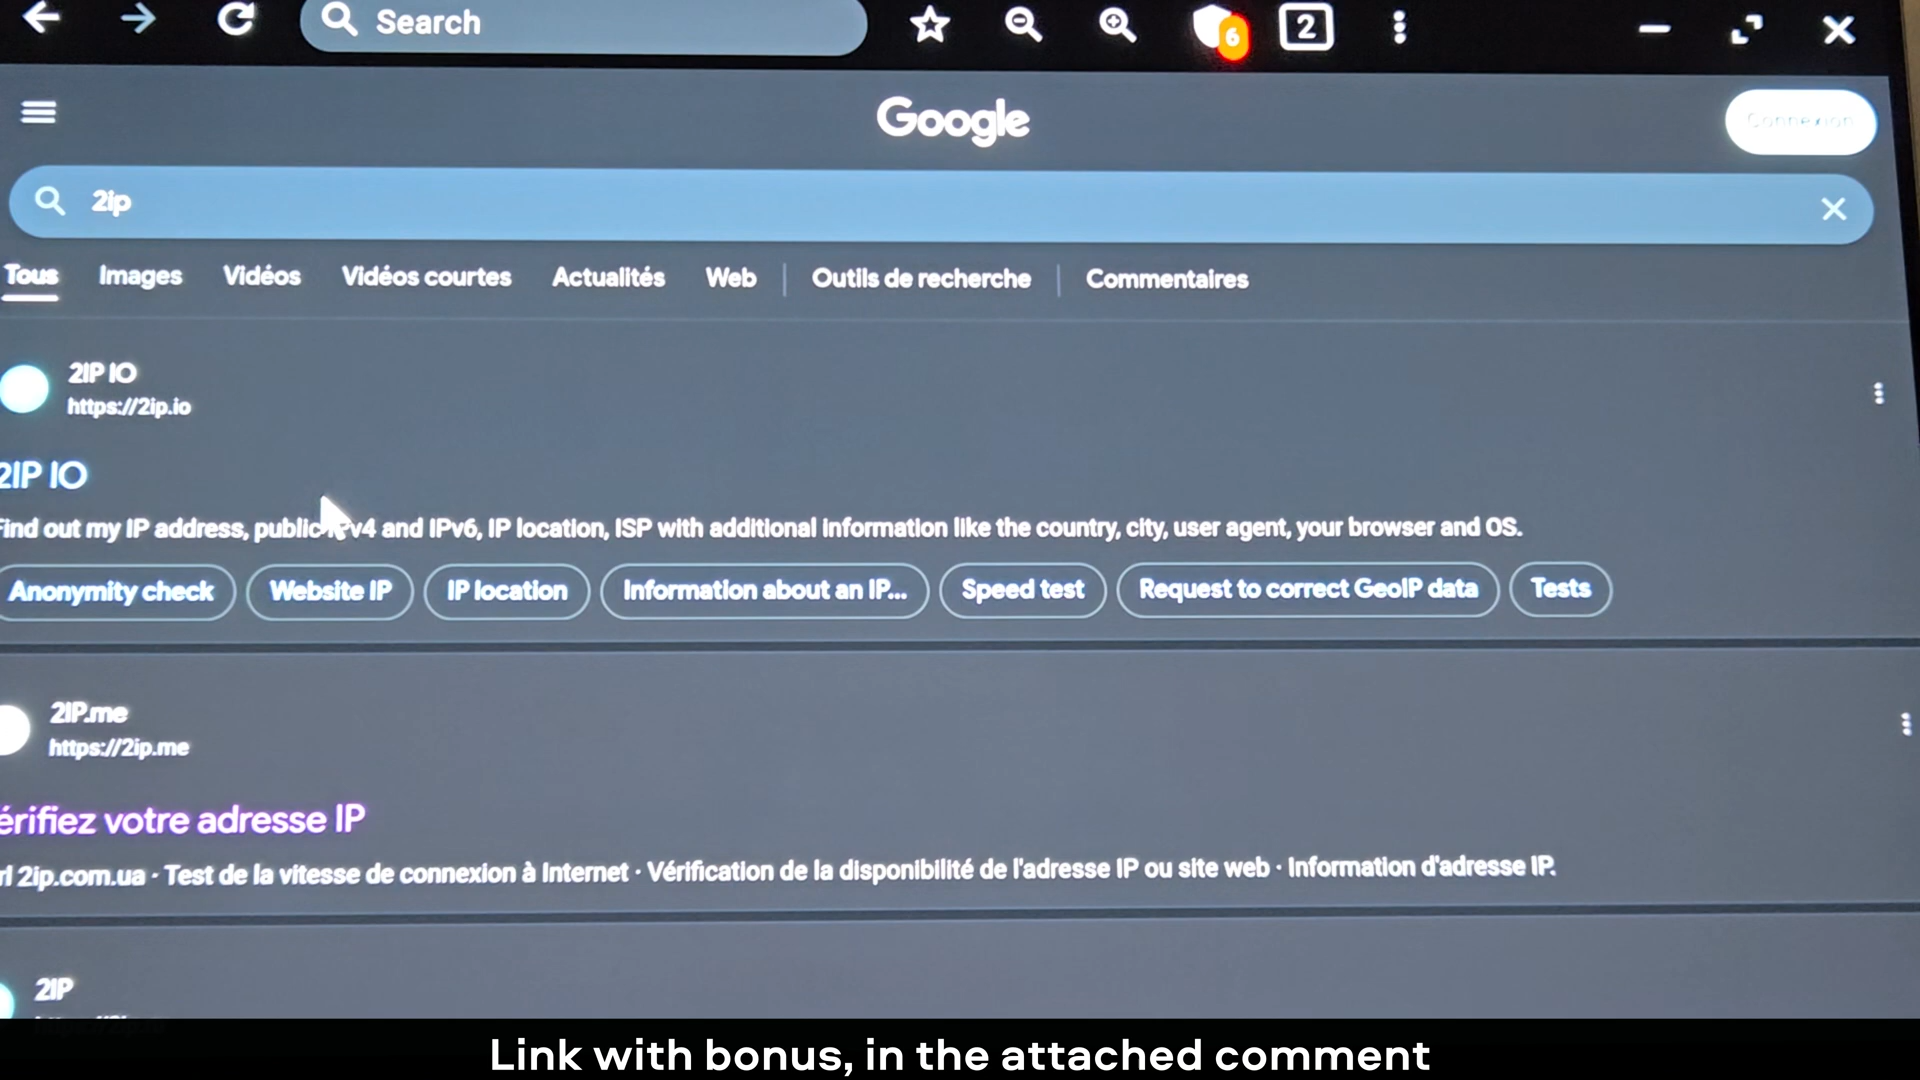 Search
6
2
Google
Connexion
2ip
Tous Images Vidéos Vidéos courtes Actualités Web Outils de recherche Commentaires
2IP IO
https://2ip.io
2IP IO
Find out my IP address, public IPv4 and IPv6, IP location, ISP with additional information like the country, city, user agent, your browser and OS.
Anonymity check Website IP IP location Information about an IP... Speed test Request to correct GeoIP data Tests
2IP.me
https://2ip.me
érifiez votre adresse IP
rl 2ip.com.ua · Test de la vitesse de connexion à Internet · Vérification de la disponibilité de l'adresse IP ou site web · Information d'adresse IP.
2IP
Link with bonus, in the attached comment